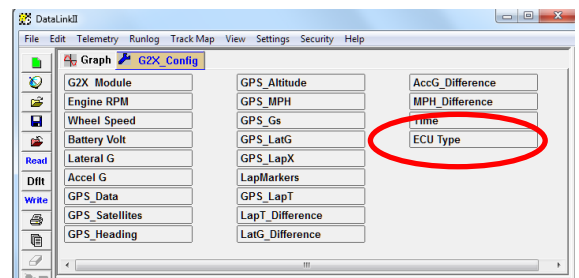 DataLinkII
File Edit Telemetry Runlog Track Map View Settings Security Help
Graph G2X_Config
G2X Module GPS_Altitude AccG_Difference
Engine RPM GPS_MPH MPH_Difference
Wheel Speed GPS_Gs Time
Battery Volt GPS_LatG ECU Type
Read Lateral G GPS_LapX
Dflt Accel G LapMarkers
Write GPS_Data GPS_LapT
GPS_Satellites LapT_Difference
GPS_Heading LatG_Difference